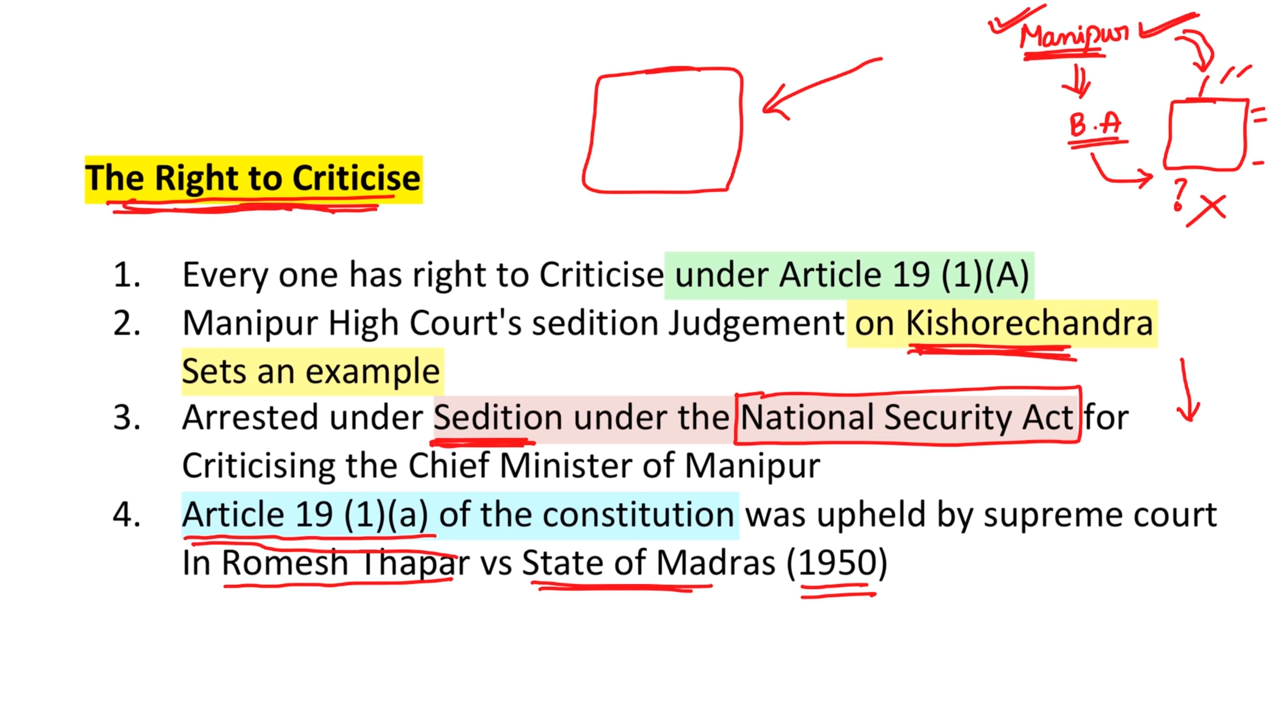 Manipur
B.A
?
The Right to Criticise
1. Every one has right to Criticise under Article 19 (1)(A)
2. Manipur High Court's sedition Judgement on Kishorechandra
Sets an example
3. Arrested under Sedition under the National Security Act for
Criticising the Chief Minister of Manipur
4. Article 19 (1)(a) of the constitution was upheld by supreme court
In Romesh Thapar vs State of Madras (1950)